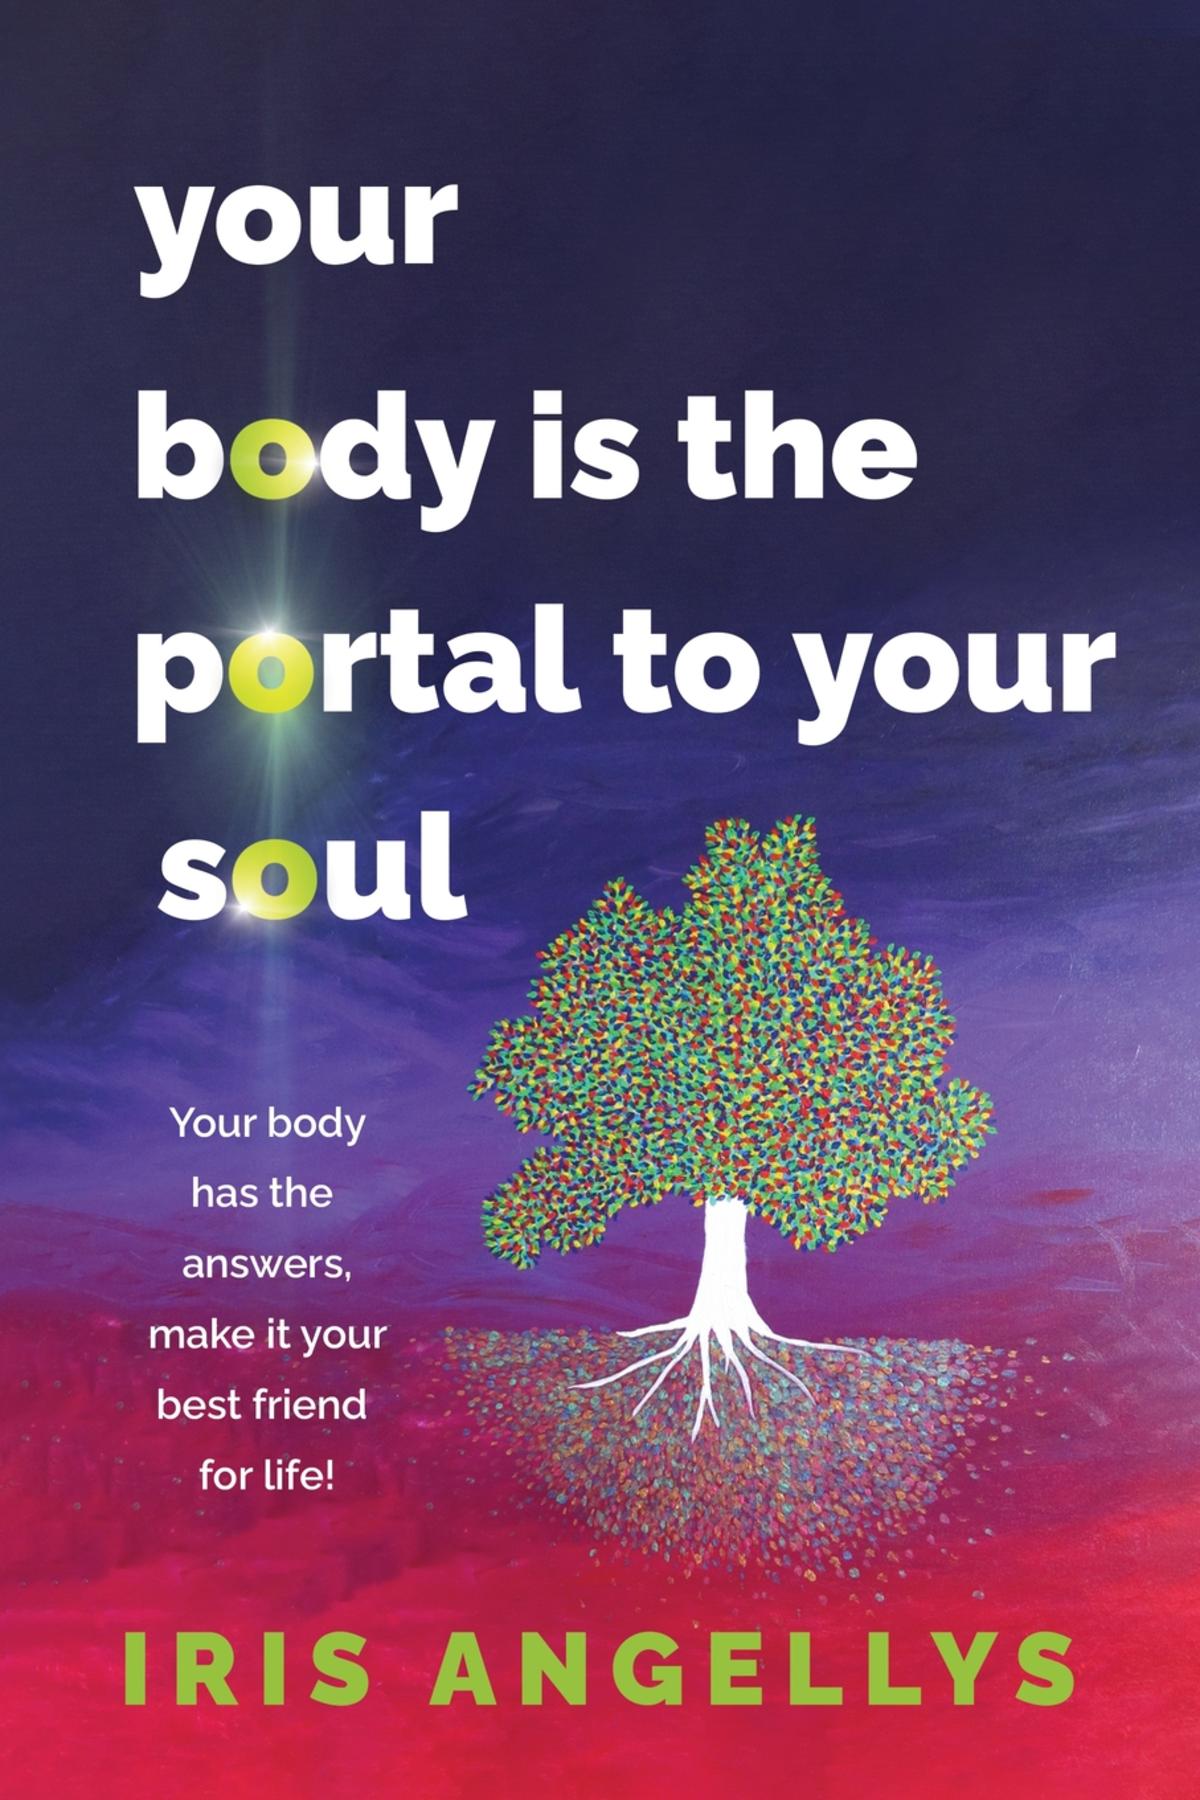 your
body is the
portal to your
soul
Your body
has the
answers,
make it your
best friend
for life!
IRIS ANGELLYS